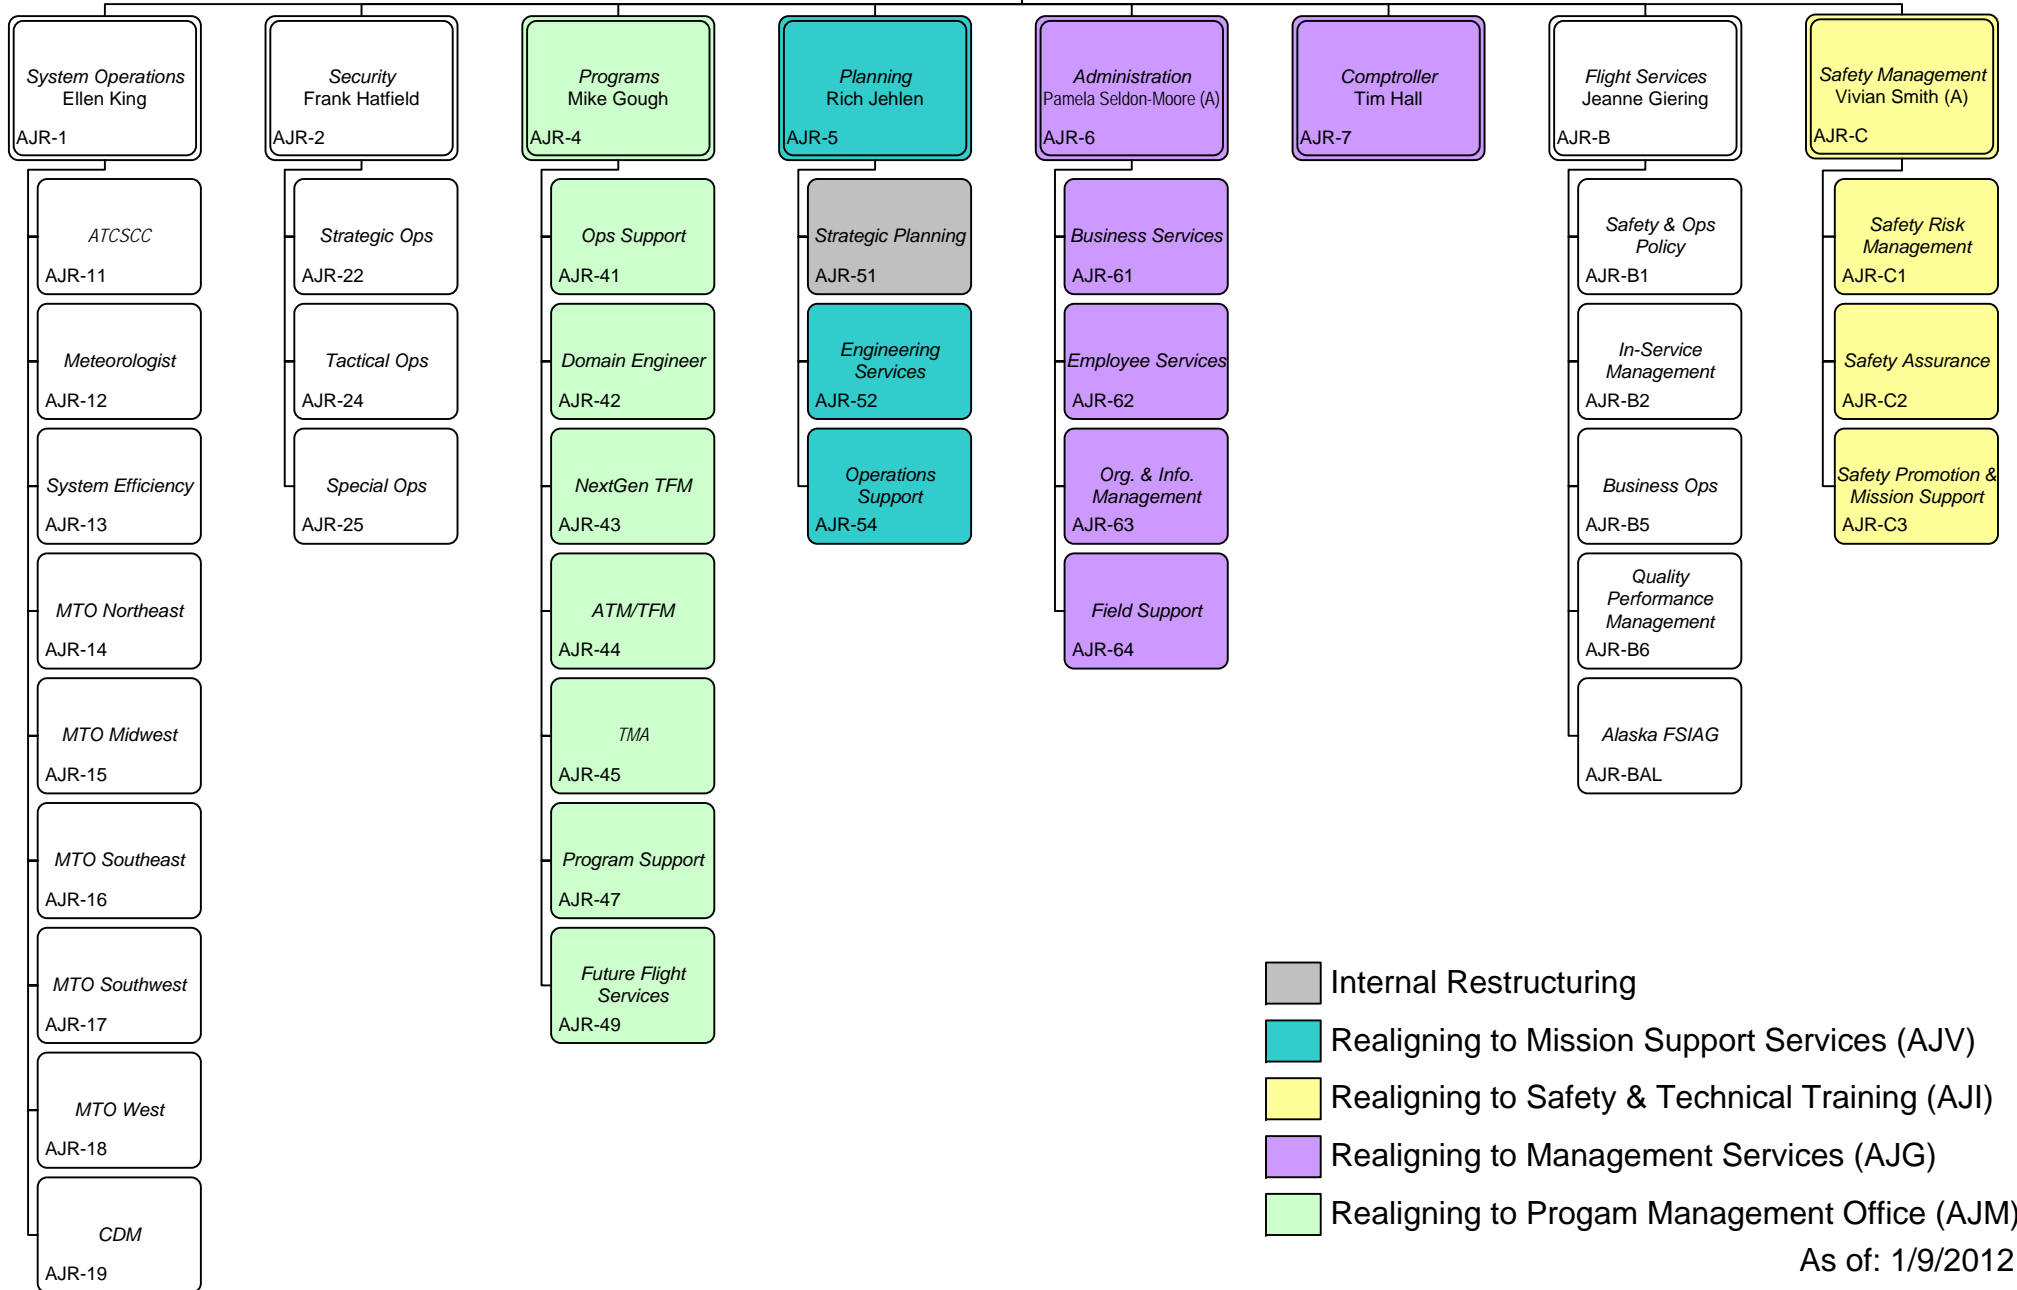 System Operations
Ellen King
AJR-1
Security
Frank Hatfield
AJR-2
Programs
Mike Gough
AJR-4
Planning
Rich Jehlen
AJR-5
Administration
Pamela Seldon-Moore (A)
AJR-6
Comptroller
Tim Hall
AJR-7
Flight Services
Jeanne Giering
AJR-B
Safety Management
Vivian Smith (A)
AJR-C
ATCSCC
AJR-11
Meteorologist
AJR-12
System Efficiency
AJR-13
MTO Northeast
AJR-14
MTO Midwest
AJR-15
MTO Southeast
AJR-16
MTO Southwest
AJR-17
MTO West
AJR-18
CDM
AJR-19
Strategic Ops
AJR-22
Tactical Ops
AJR-24
Special Ops
AJR-25
Ops Support
AJR-41
Domain Engineer
AJR-42
NextGen TFM
AJR-43
ATM/TFM
AJR-44
TMA
AJR-45
Program Support
AJR-47
Future Flight
Services
AJR-49
Strategic Planning
AJR-51
Engineering
Services
AJR-52
Operations
Support
AJR-54
Business Services
AJR-61
Employee Services
AJR-62
Org. & Info.
Management
AJR-63
Field Support
AJR-64
Safety & Ops
Policy
AJR-B1
In-Service
Management
AJR-B2
Business Ops
AJR-B5
Quality
Performance
Management
AJR-B6
Alaska FSIAG
AJR-BAL
Safety Risk
Management
AJR-C1
Safety Assurance
AJR-C2
Safety Promotion &
Mission Support
AJR-C3
Internal Restructuring
Realigning to Mission Support Services (AJV)
Realigning to Safety & Technical Training (AJI)
Realigning to Management Services (AJG)
Realigning to Progam Management Office (AJM)
As of: 1/9/2012